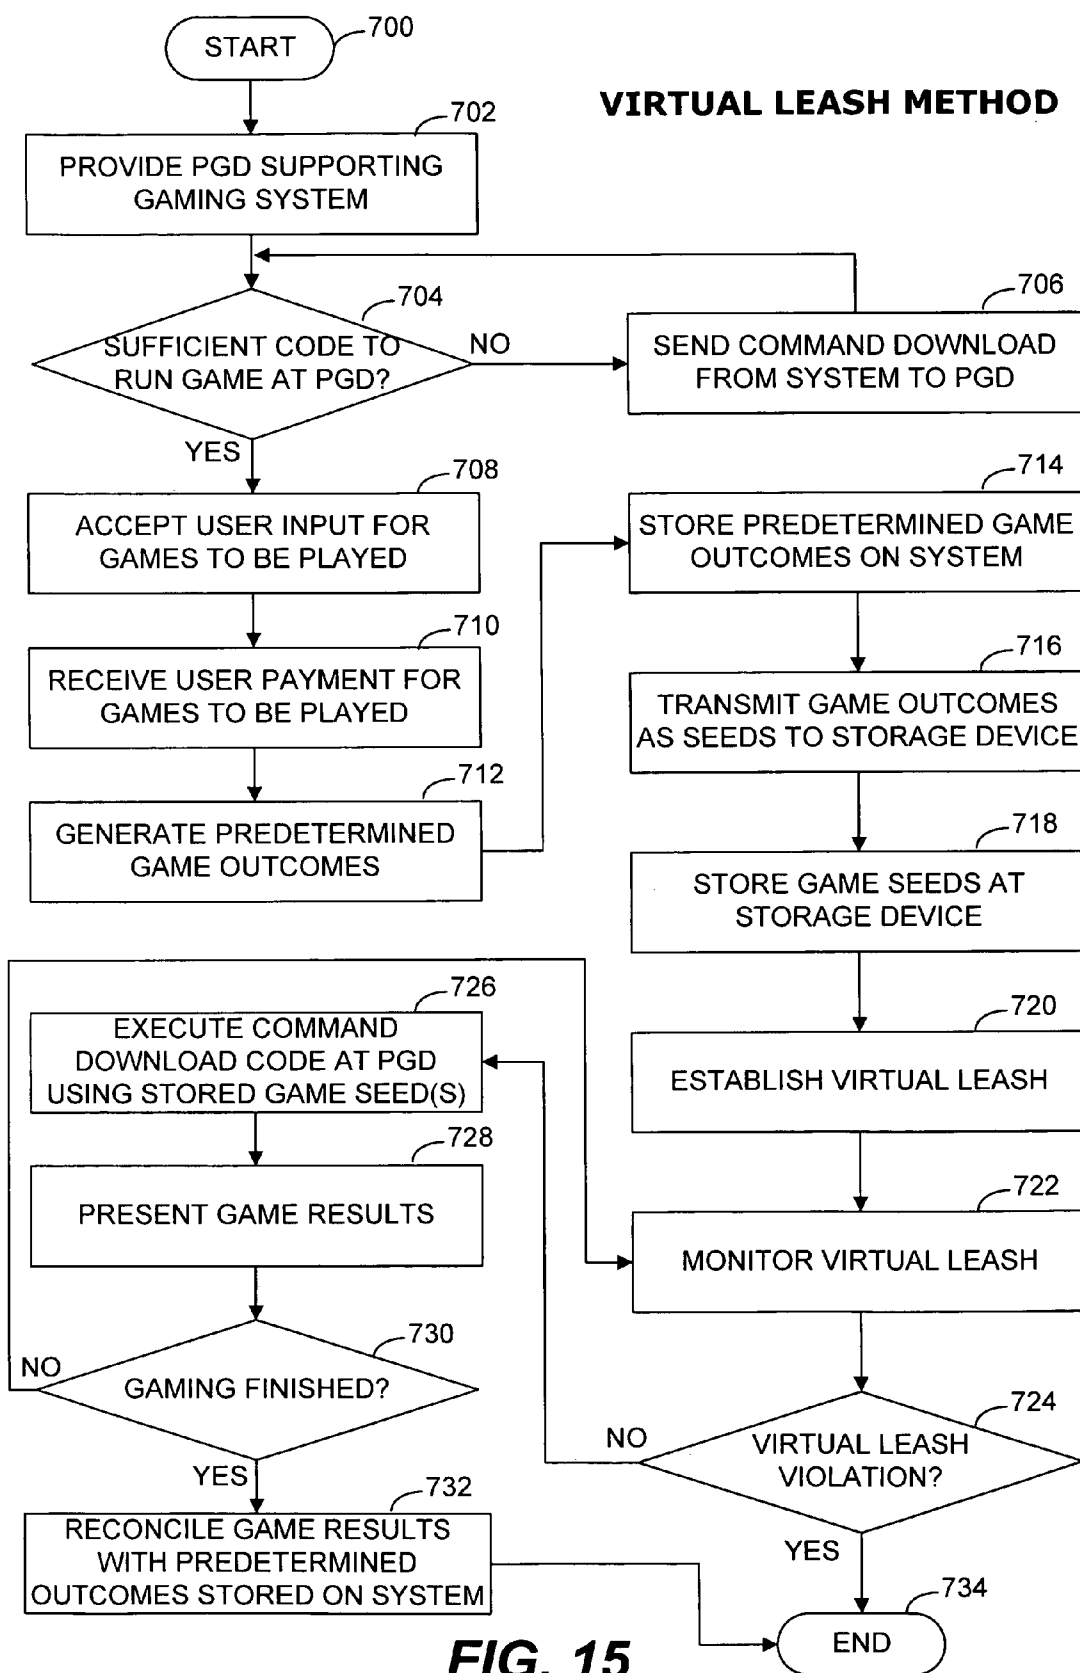 START
700
VIRTUAL LEASH METHOD
702
PROVIDE PGD SUPPORTING
GAMING SYSTEM
704
SUFFICIENT CODE TO
RUN GAME AT PGD?
NO
706
SEND COMMAND DOWNLOAD
FROM SYSTEM TO PGD
YES
708
ACCEPT USER INPUT FOR
GAMES TO BE PLAYED
710
RECEIVE USER PAYMENT FOR
GAMES TO BE PLAYED
712
GENERATE PREDETERMINED
GAME OUTCOMES
714
STORE PREDETERMINED GAME
OUTCOMES ON SYSTEM
716
TRANSMIT GAME OUTCOMES
AS SEEDS TO STORAGE DEVICE
718
STORE GAME SEEDS AT
STORAGE DEVICE
720
ESTABLISH VIRTUAL LEASH
722
MONITOR VIRTUAL LEASH
724
VIRTUAL LEASH
VIOLATION?
NO
YES
726
EXECUTE COMMAND
DOWNLOAD CODE AT PGD
USING STORED GAME SEED(S)
728
PRESENT GAME RESULTS
730
GAMING FINISHED?
NO
YES
732
RECONCILE GAME RESULTS
WITH PREDETERMINED
OUTCOMES STORED ON SYSTEM
734
END
FIG. 15